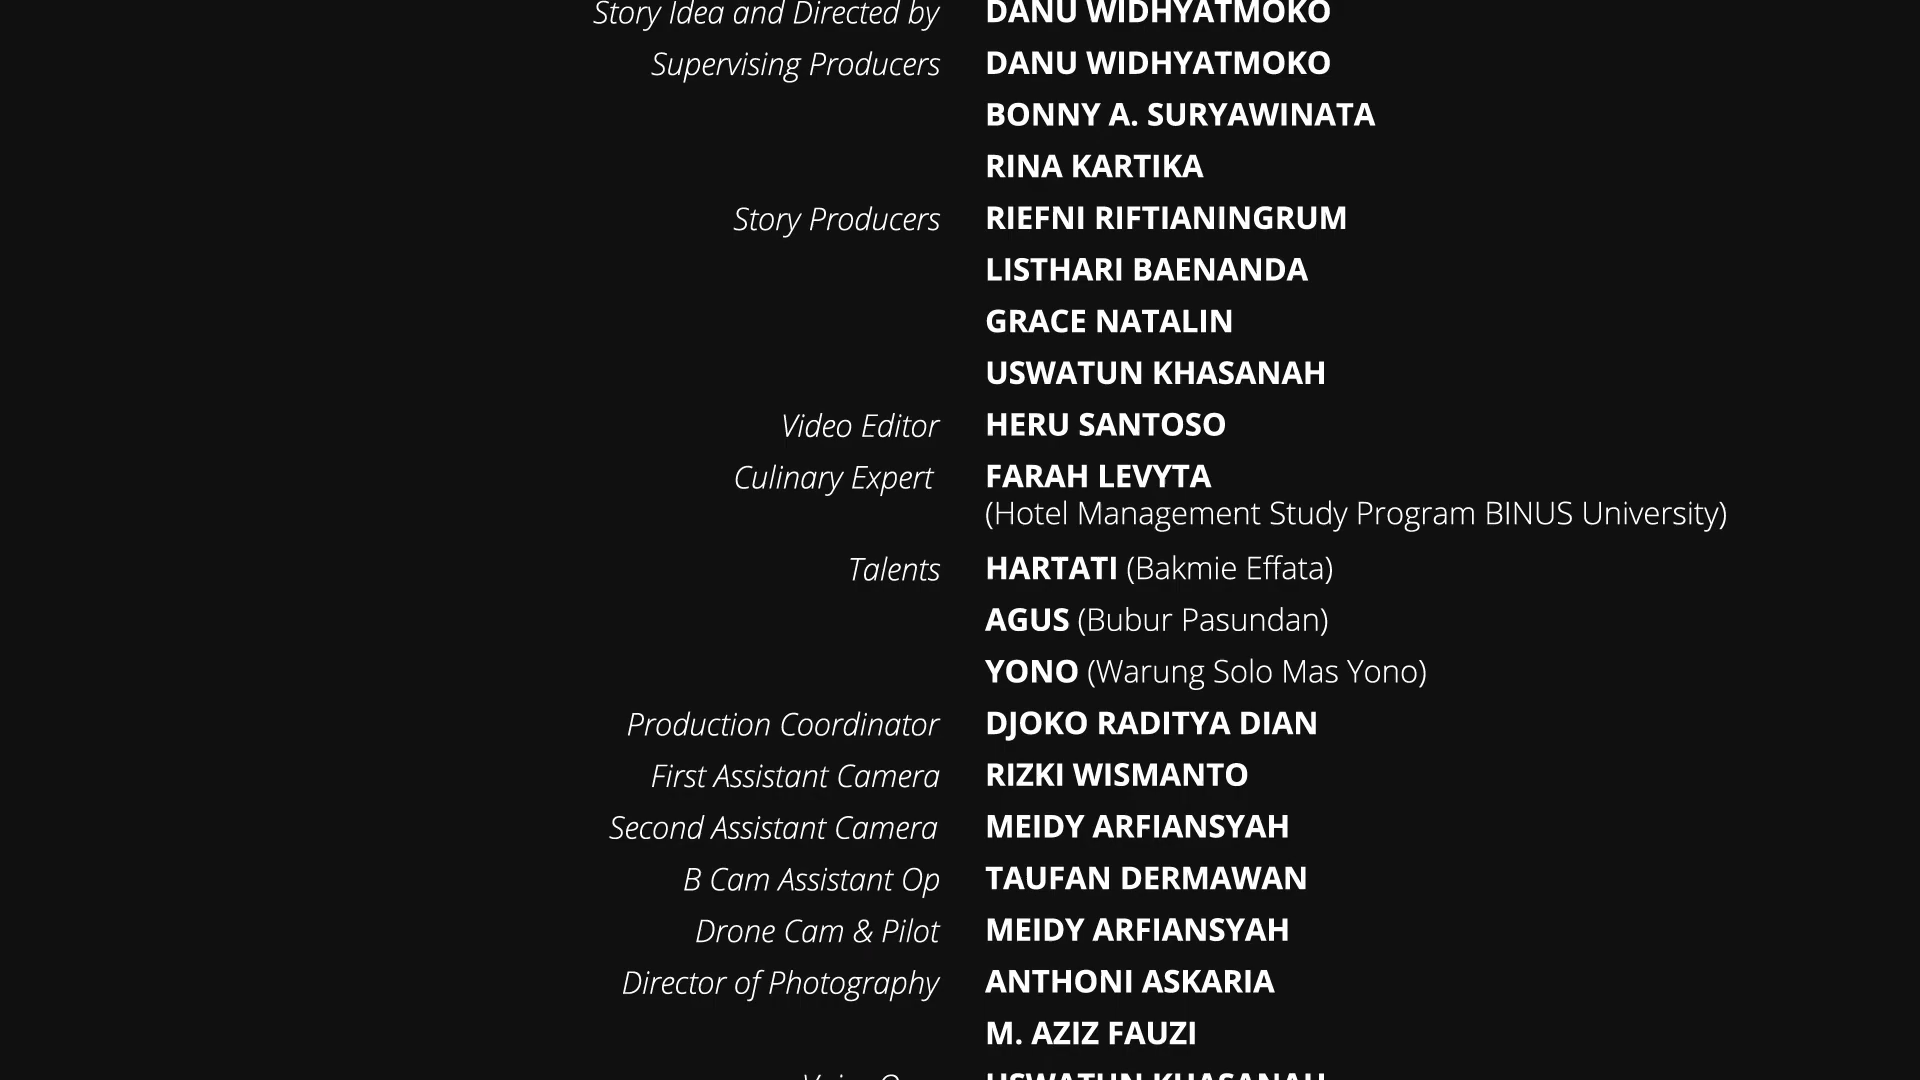 Story Idea and Directed by DANU WIDHYATMOKO
Supervising Producers DANU WIDHYATMOKO
BONNY A. SURYAWINATA
RINA KARTIKA
Story Producers RIEFNI RIFTIANINGRUM
LISTHARI BAENANDA
GRACE NATALIN
USWATUN KHASANAH
Video Editor HERU SANTOSO
Culinary Expert FARAH LEVYTA
(Hotel Management Study Program BINUS University)
Talents HARTATI (Bakmie Effata)
AGUS (Bubur Pasundan)
YONO (Warung Solo Mas Yono)
Production Coordinator DJOKO RADITYA DIAN
First Assistant Camera RIZKI WISMANTO
Second Assistant Camera MEIDY ARFIANSYAH
B Cam Assistant Op TAUFAN DERMAWAN
Drone Cam & Pilot MEIDY ARFIANSYAH
Director of Photography ANTHONI ASKARIA
M. AZIZ FAUZI
USWATUN KHASANAH